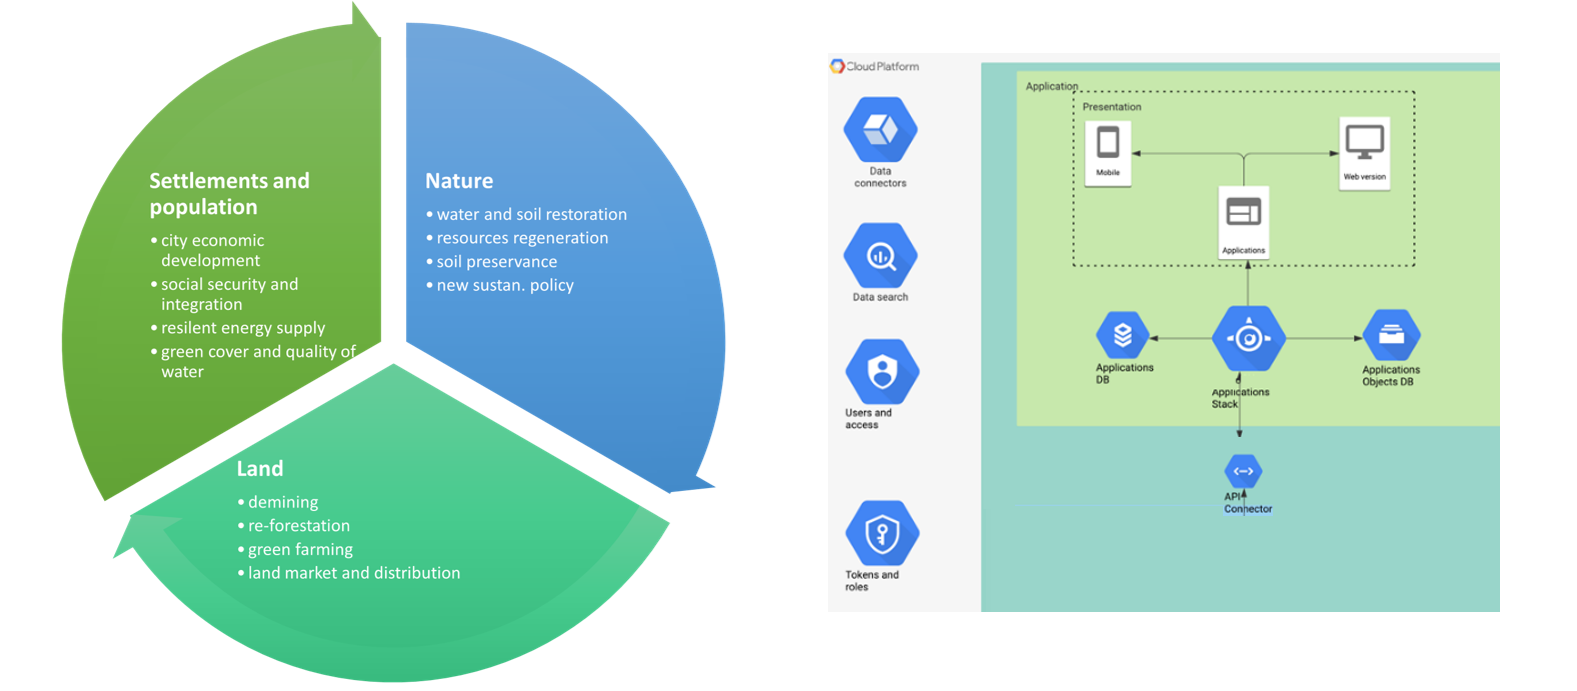 Settlements and
population
• city economic
development
• social security and
integration
• resilent energy supply
• green cover and quality of
water
Nature
• water and soil restoration
• resources regeneration
• soil preservance
• new sustan. policy
Land
• demining
• re-forestation
• green farming
• land market and distribution
Cloud Platform
Data
connectors
Data search
Users and
access
Tokens and
roles
Application
Presentation
Mobile
Web version
Applications
Applications
DB
Applications
Stack
Applications
Objects DB
API
Connector